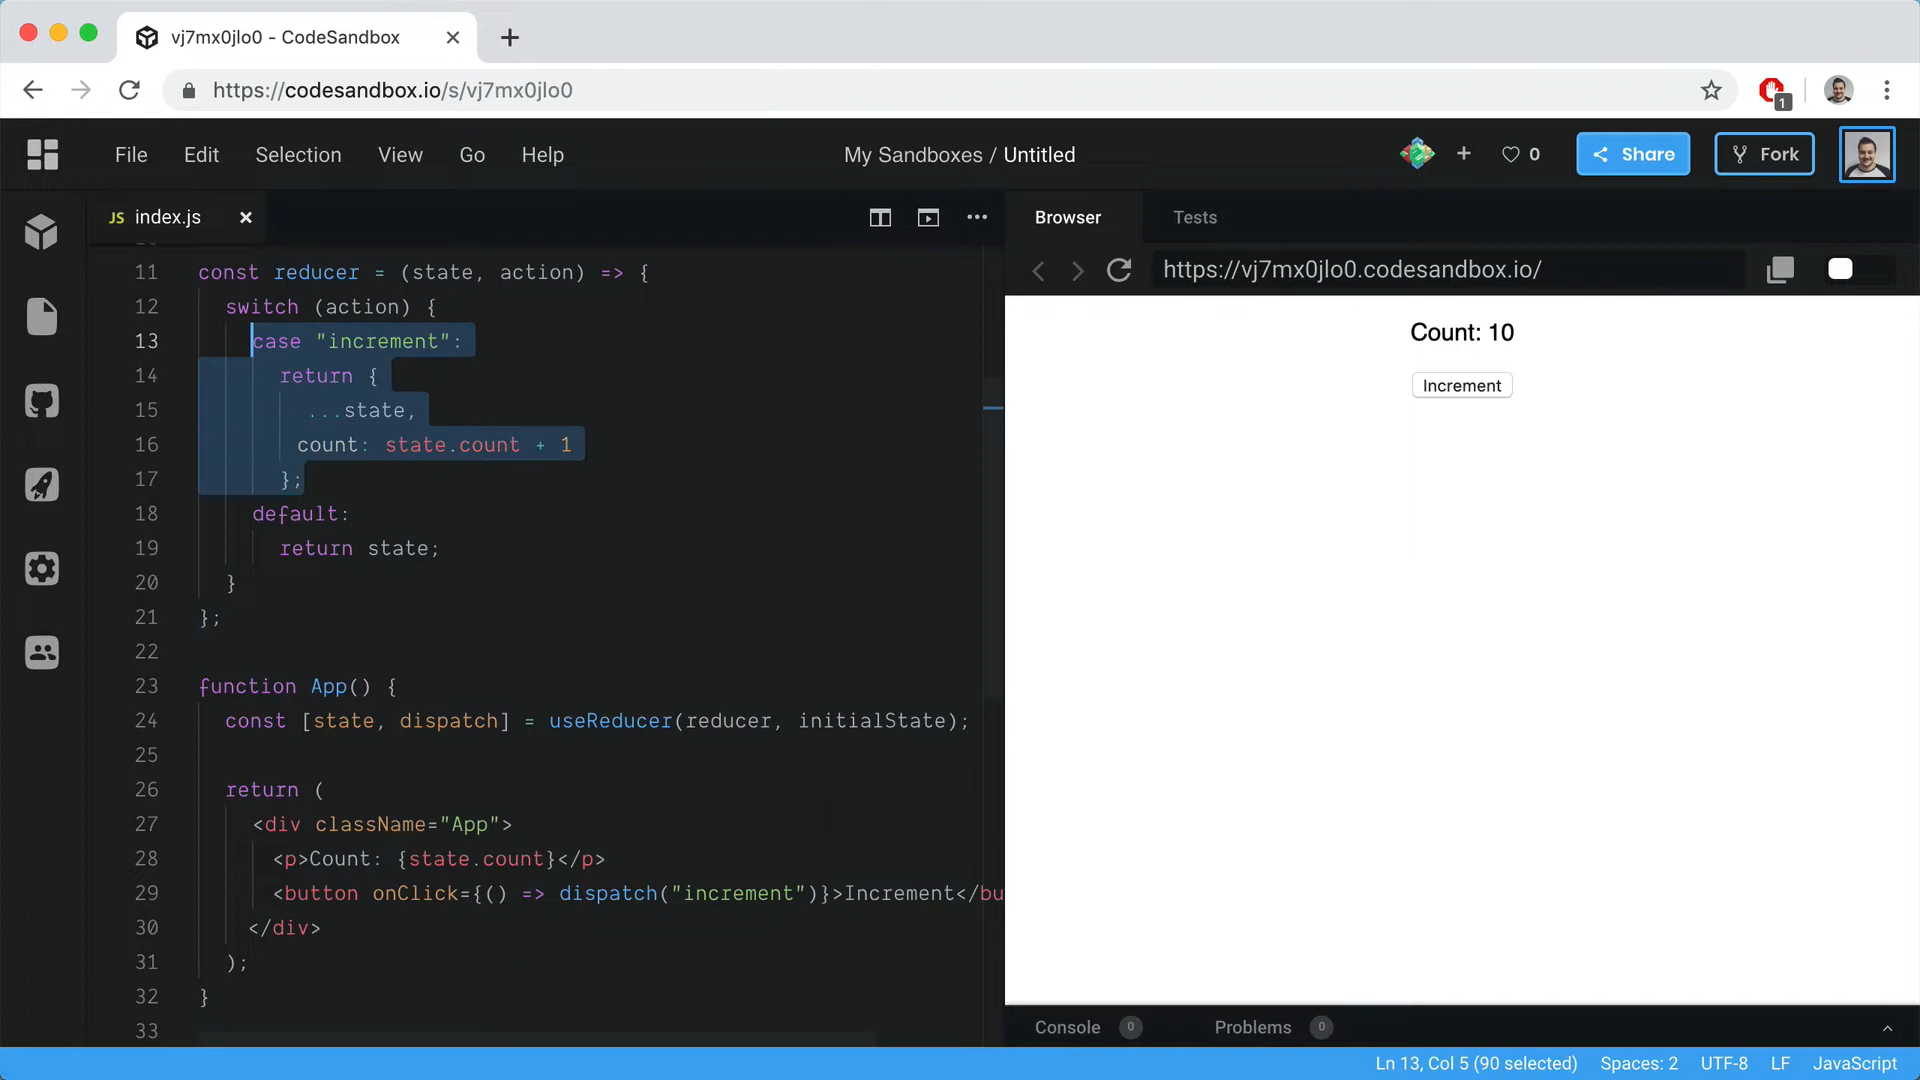 vj7mx0jlo0 - CodeSandbox
https://codesandbox.io/s/vj7mx0jlo0
1
File Edit Selection View Go Help
My Sandboxes / Untitled
0
Share
Fork
JS index.js
Browser Tests
https://vj7mx0jlo0.codesandbox.io/
11 const reducer = (state, action) => {
12 switch (action) {
13 case "increment":
14 return {
15 ...state,
16 count: state.count + 1
17 };
18 default:
19 return state;
20 }
21 };
22
23 function App() {
24 const [state, dispatch] = useReducer(reducer, initialState);
25
26 return (
27 <div className="App">
28 <p>Count: {state.count}</p>
29 <button onClick={() => dispatch("increment")}>Increment</bu
30 </div>
31 );
32 }
33
Count: 10
Increment
Console 0 Problems 0
Ln 13, Col 5 (90 selected) Spaces: 2 UTF-8 LF JavaScript